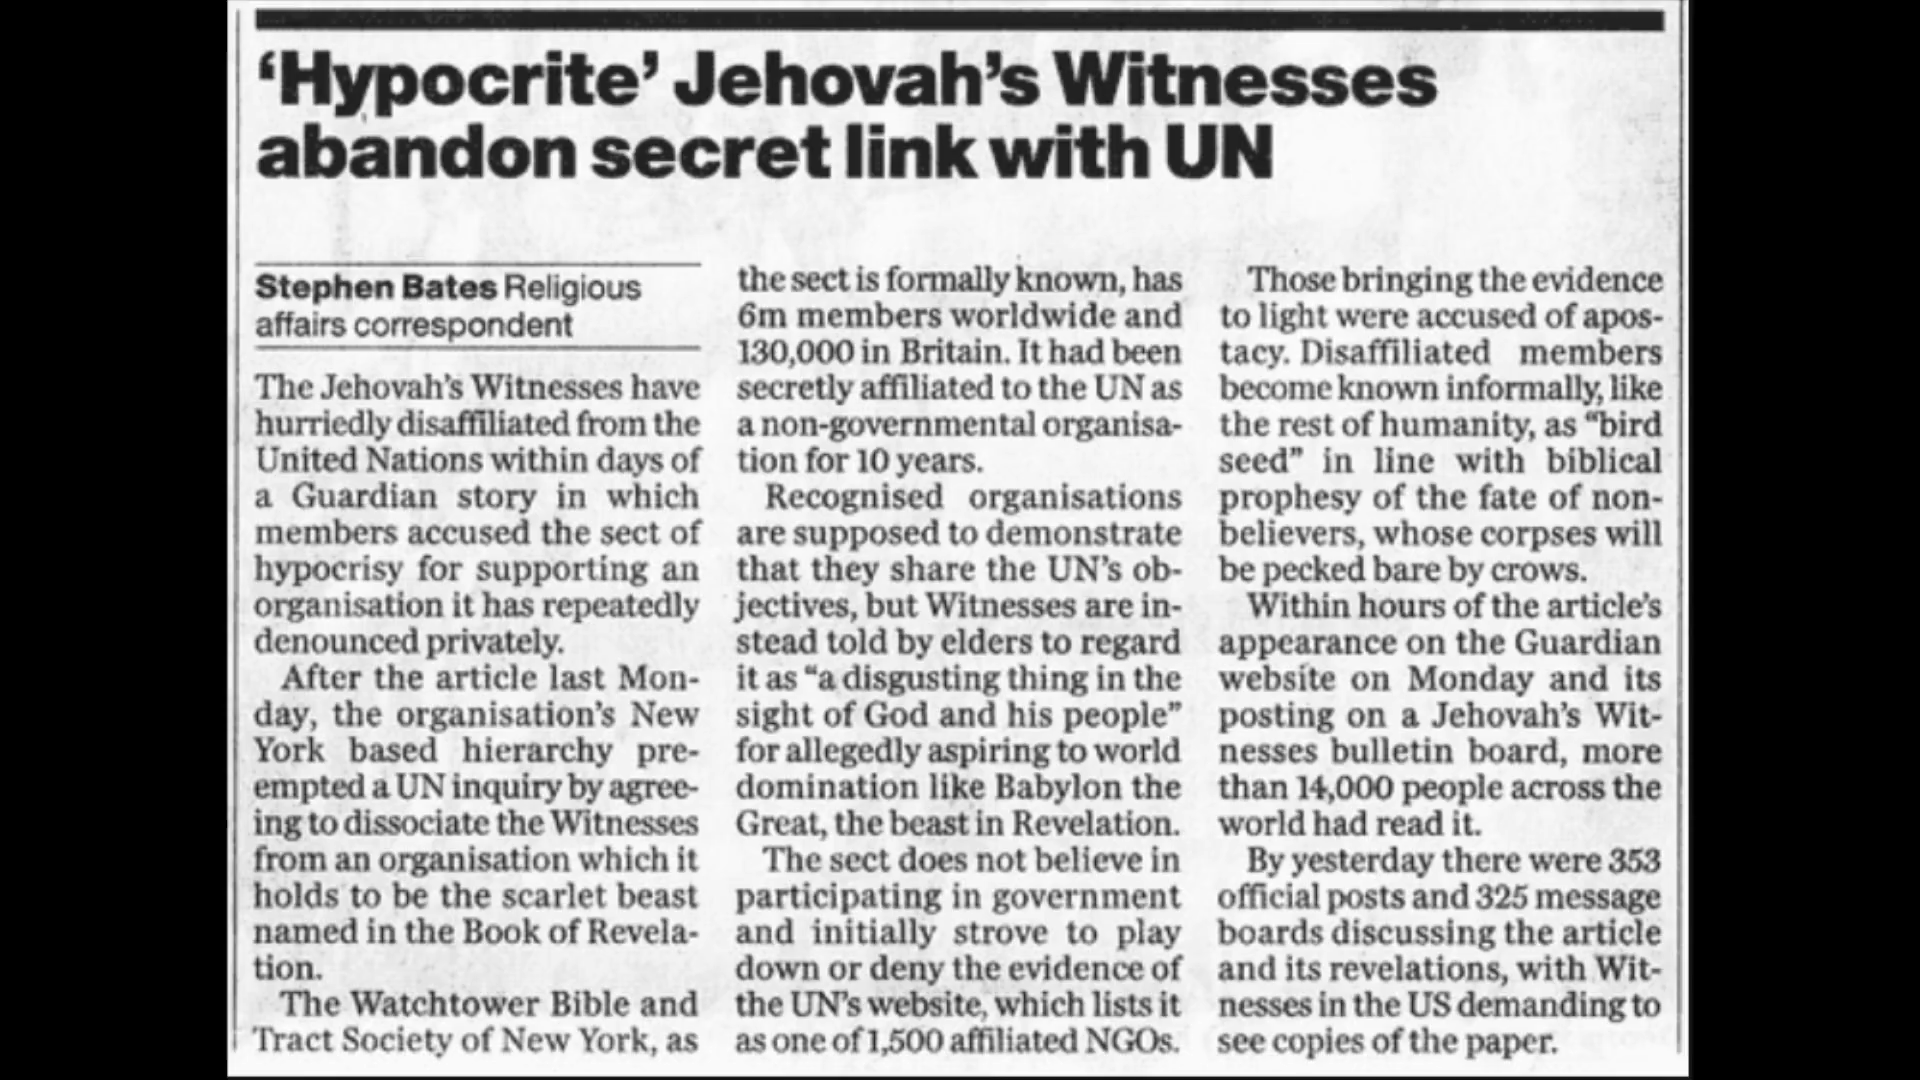 ‘Hypocrite’ Jehovah’s Witnesses
abandon secret link with UN
Stephen Bates Religious
affairs correspondent
The Jehovah’s Witnesses have
hurriedly disaffiliated from the
United Nations within days of
a Guardian story in which
members accused the sect of
hypocrisy for supporting an
organisation it has repeatedly
denounced privately.
After the article last Mon-
day, the organisation’s New
York based hierarchy pre-
empted a UN inquiry by agree-
ing to dissociate the Witnesses
from an organisation which it
holds to be the scarlet beast
named in the Book of Revela-
tion.
The Watchtower Bible and
Tract Society of New York, as
the sect is formally known, has
6m members worldwide and
130,000 in Britain. It had been
secretly affiliated to the UN as
a non-governmental organisa-
tion for 10 years.
Recognised organisations
are supposed to demonstrate
that they share the UN’s ob-
jectives, but Witnesses are in-
stead told by elders to regard
it as “a disgusting thing in the
sight of God and his people”
for allegedly aspiring to world
domination like Babylon the
Great, the beast in Revelation.
The sect does not believe in
participating in government
and initially strove to play
down or deny the evidence of
the UN’s website, which lists it
as one of 1,500 affiliated NGOs.
Those bringing the evidence
to light were accused of apos-
tacy. Disaffiliated members
become known informally, like
the rest of humanity, as “bird
seed” in line with biblical
prophesy of the fate of non-
believers, whose corpses will
be pecked bare by crows.
Within hours of the article’s
appearance on the Guardian
website on Monday and its
posting on a Jehovah’s Wit-
nesses bulletin board, more
than 14,000 people across the
world had read it.
By yesterday there were 353
official posts and 325 message
boards discussing the article
and its revelations, with Wit-
nesses in the US demanding to
see copies of the paper.